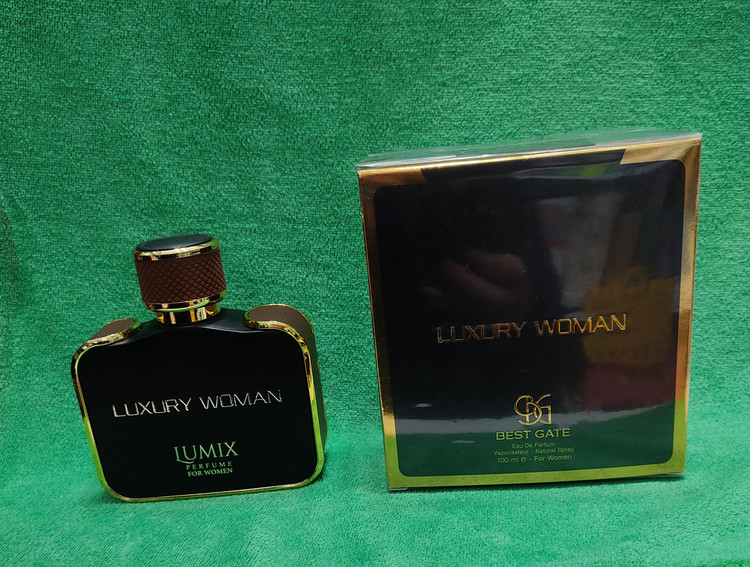 LUXURY WOMAN
LUMIX
PERFUME
FOR WOMEN
LUXURY WOMAN
BG
BEST GATE
Eau De Parfum
Vaporisateur - Natural Spray
100 ml e - For Women